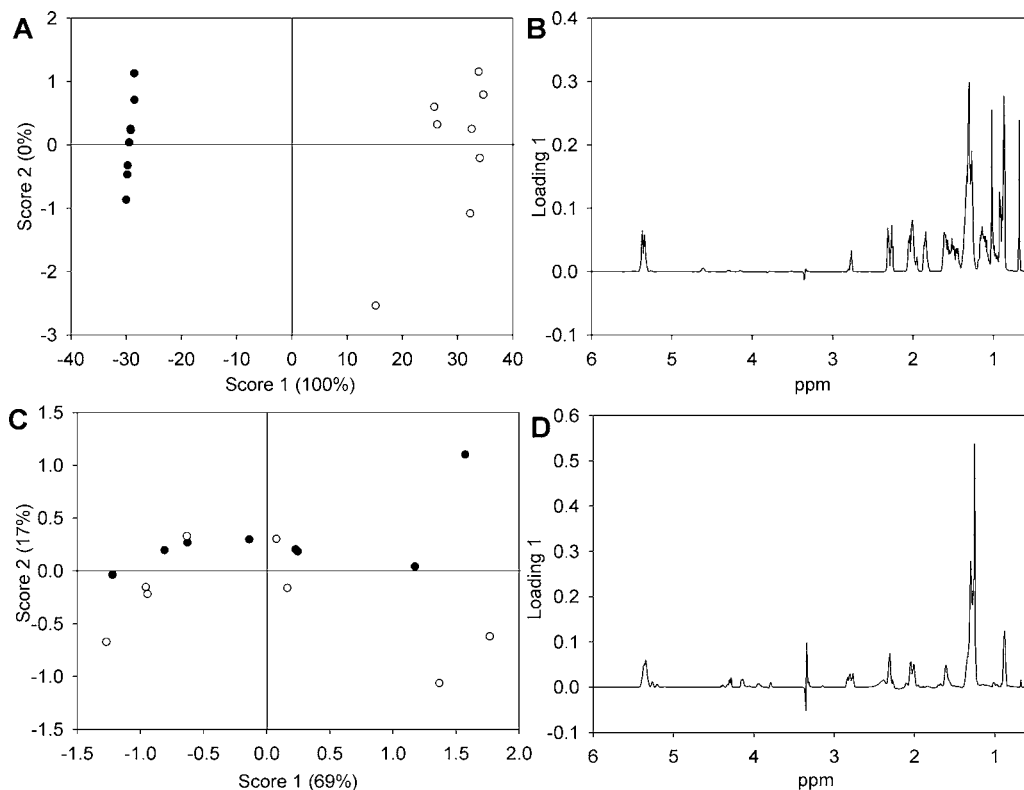 A
2
1
0
-1
-2
-3
Score 2 (0%)
-40 -30 -20 -10 0 10 20 30 40
Score 1 (100%)
B
0.4
0.3
0.2
0.1
0.0
-0.1
Loading 1
6 5 4 3 2 1
ppm
C
1.5
1.0
0.5
0.0
-0.5
-1.0
-1.5
Score 2 (17%)
-1.5 -1.0 -0.5 0.0 0.5 1.0 1.5 2.0
Score 1 (69%)
D
0.6
0.5
0.4
0.3
0.2
0.1
0.0
-0.1
Loading 1
6 5 4 3 2 1
ppm